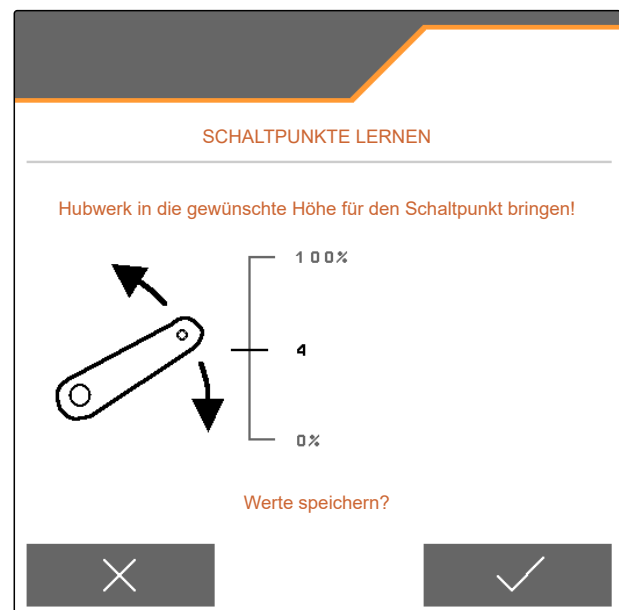 SCHALTPUNKTE LERNEN
Hubwerk in die gewünschte Höhe für den Schaltpunkt bringen!
100%
4
0%
Werte speichern?